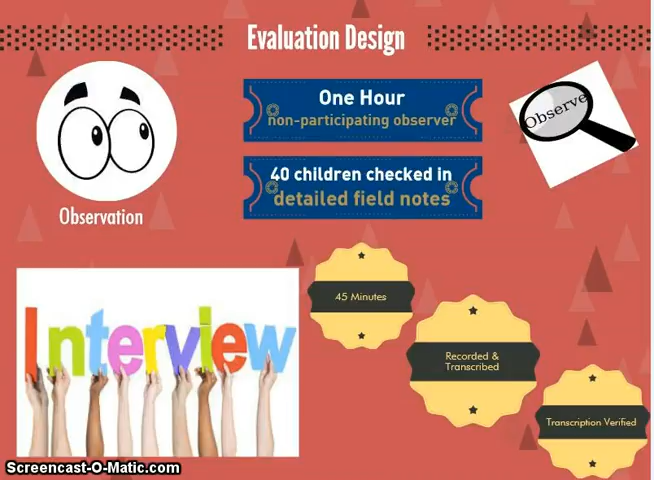 Evaluation Design
One Hour
non-participating observer
Observe
40 children checked in
detailed field notes
Observation
Interview
45 Minutes
Recorded &
Transcribed
Transcription Verified
Screencast-O-Matic.com